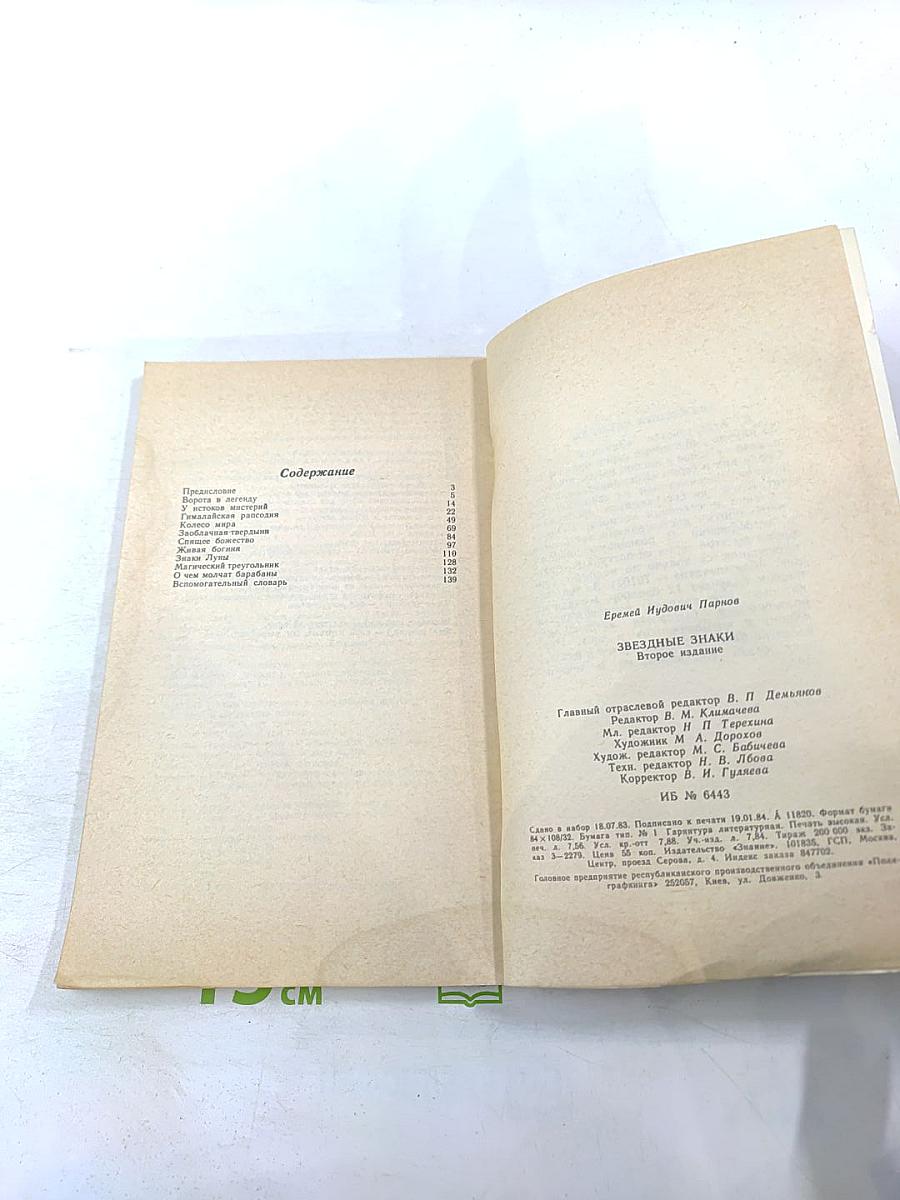 Содержание
Предисловие 3
Ворота в легенду 5
У истоков мистерий 14
Гималайская рапсодия 22
Колесо мира 49
Заоблачная твердыня 69
Спящее божество 84
Живая богиня 97
Знаки Луны 110
Магический треугольник 128
О чем молчат барабаны 132
Вспомогательный словарь 139
Еремей Иудович Парнов
ЗВЕЗДНЫЕ ЗНАКИ
Второе издание
Главный отраслевой редактор В. П Демьянов
Редактор В. М. Климачева
Мл. редактор Н П Терехина
Художник М А. Дорохов
Худож. редактор М. С. Бабичева
Техн. редактор Н. В. Лбова
Корректор В. И. Гуляева
ИБ № 6443
Сдано в набор 18.07.83. Подписано к печати 19.01.84. А 11820. Формат бумаги
84×108/32. Бумага тип. № 1 Гарнитура литературная. Печать высокая. Усл.
печ. л. 7,56. Усл. кр.-отт 7,88. Уч.-изд. л. 7,84. Тираж 200 000 экз. За-
каз 3—2279. Цена 55 коп. Издательство «Знание», 101835, ГСП, Москва,
Центр, проезд Серова, д. 4. Индекс заказа 847702.
Головное предприятие республиканского производственного объединения «Поли-
графкнига» 252057, Киев, ул. Довженко, 3.
15 см